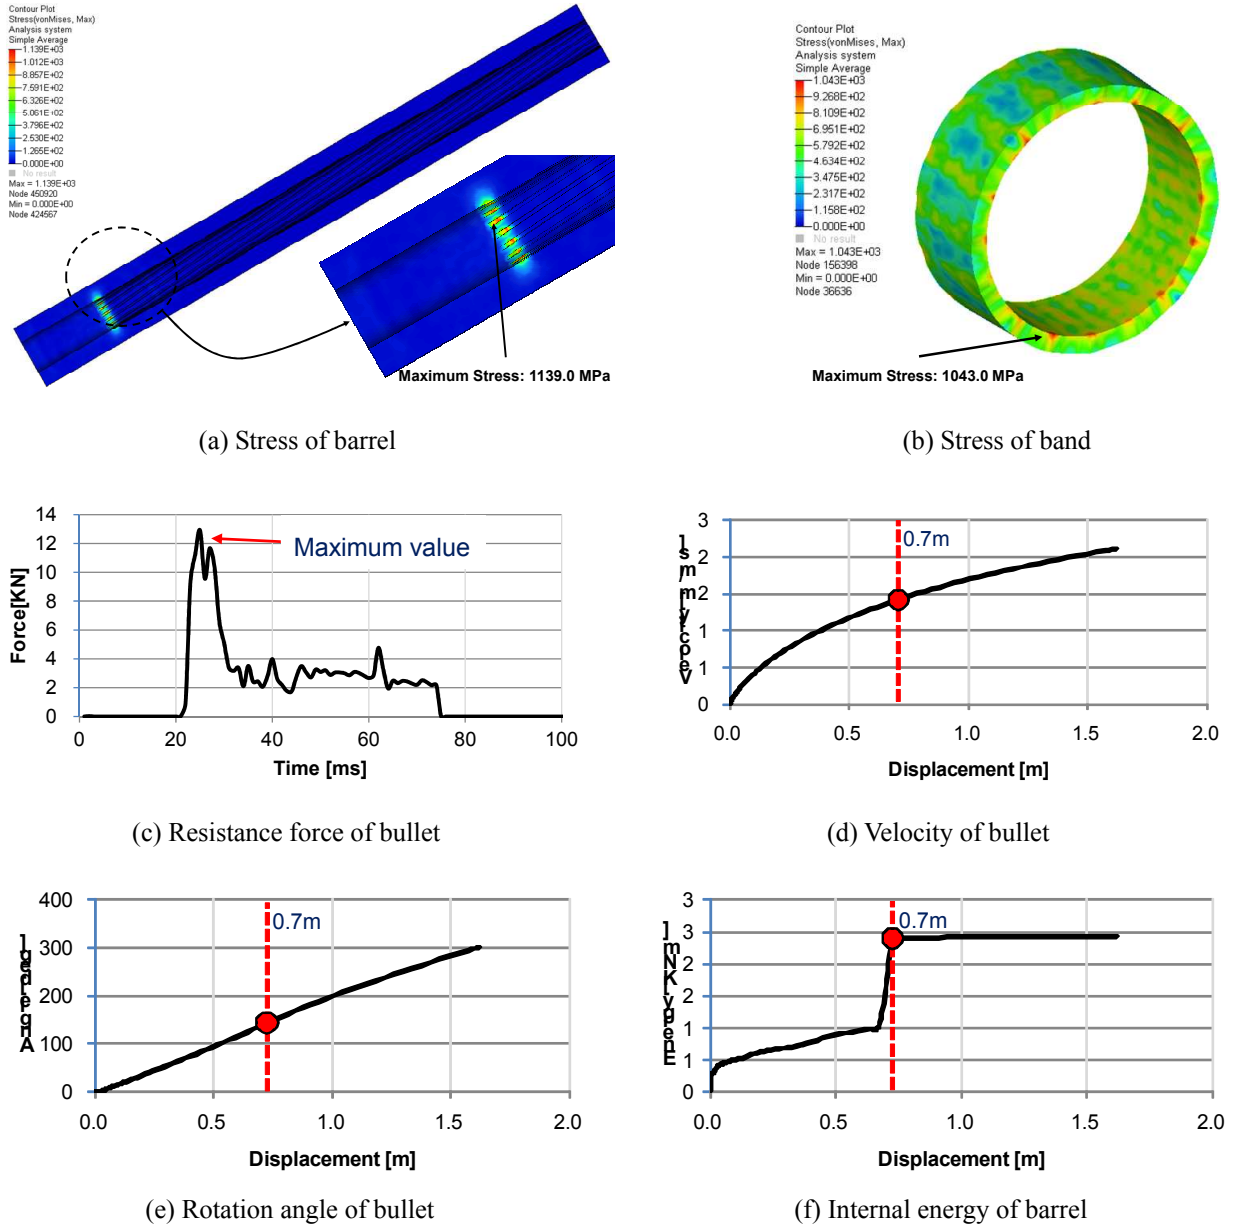 Contour Plot
Stress(vonMises, Max)
Analysis system
Simple Average
1.139E+03
1.012E+03
8.857E+02
7.591E+02
6.326E+02
5.061E+02
3.796E+02
2.530E+02
1.265E+02
0.000E+00
No result
Max = 1.139E+03
Node 450920
Min = 0.000E+00
Node 424567
Maximum Stress: 1139.0 MPa
(a) Stress of barrel
Contour Plot
Stress(vonMises, Max)
Analysis system
Simple Average
1.043E+03
9.268E+02
8.109E+02
6.951E+02
5.792E+02
4.634E+02
3.475E+02
2.317E+02
1.158E+02
0.000E+00
No result
Max = 1.043E+03
Node 156398
Min = 0.000E+00
Node 36636
Maximum Stress: 1043.0 MPa
(b) Stress of band
14
12
10
8
6
4
2
0
Force[KN]
Maximum value
0 20 40 60 80 100
Time [ms]
(c) Resistance force of bullet
3
2
2
1
1
0
Velocity[m/ms]
0.7m
0.0 0.5 1.0 1.5 2.0
Displacement [m]
(d) Velocity of bullet
400
300
200
100
0
Angle[deg]
0.7m
0.0 0.5 1.0 1.5 2.0
Displacement [m]
(e) Rotation angle of bullet
3
3
2
2
1
1
0
Energy[KNm]
0.7m
0.0 0.5 1.0 1.5 2.0
Displacement [m]
(f) Internal energy of barrel